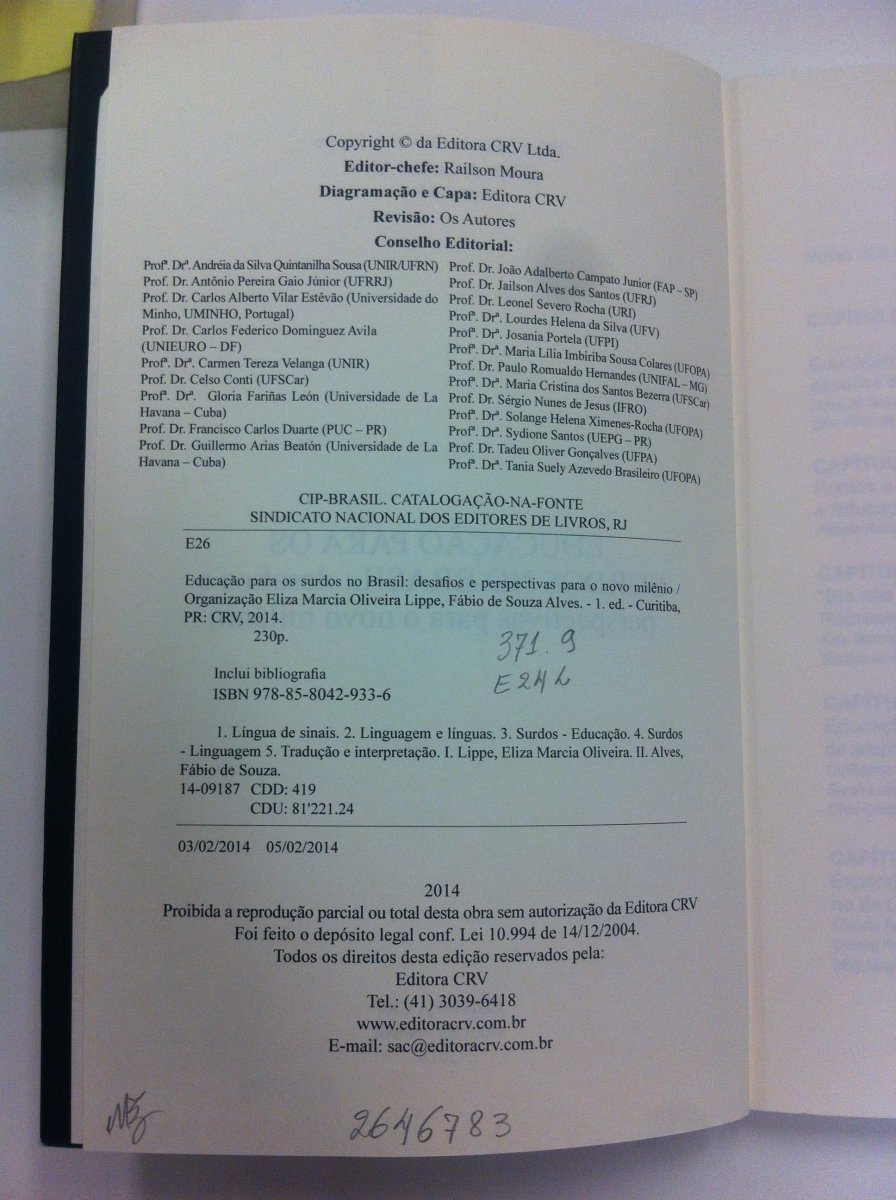 Copyright © da Editora CRV Ltda.
Editor-chefe: Railson Moura
Diagramação e Capa: Editora CRV
Revisão: Os Autores
Conselho Editorial:
Profª. Drª. Andréia da Silva Quintanilha Sousa (UNIR/UFRN)
Prof. Dr. Antônio Pereira Gaio Júnior (UFRRJ)
Prof. Dr. Carlos Alberto Vilar Estêvão (Universidade do
Minho, UMINHO, Portugal)
Prof. Dr. Carlos Federico Dominguez Avila
(UNIEURO – DF)
Profª. Drª. Carmen Tereza Velanga (UNIR)
Prof. Dr. Celso Conti (UFSCar)
Profª. Drª. Gloria Fariñas León (Universidade de La
Havana – Cuba)
Prof. Dr. Francisco Carlos Duarte (PUC – PR)
Prof. Dr. Guillermo Arias Beatón (Universidade de La
Havana – Cuba)
Prof. Dr. João Adalberto Campato Junior (FAP – SP)
Prof. Dr. Jailson Alves dos Santos (UFRJ)
Prof. Dr. Leonel Severo Rocha (URI)
Profª. Drª. Lourdes Helena da Silva (UFV)
Profª. Drª. Josania Portela (UFPI)
Profª. Drª. Maria Lília Imbiriba Sousa Colares (UFOPA)
Prof. Dr. Paulo Romualdo Hernandes (UNIFAL – MG)
Profª. Drª. Maria Cristina dos Santos Bezerra (UFSCar)
Prof. Dr. Sérgio Nunes de Jesus (IFRO)
Profª. Drª. Solange Helena Ximenes-Rocha (UFOPA)
Profª. Drª. Sydione Santos (UEPG – PR)
Prof. Dr. Tadeu Oliver Gonçalves (UFPA)
Profª. Drª. Tania Suely Azevedo Brasileiro (UFOPA)
CIP-BRASIL. CATALOGAÇÃO-NA-FONTE
SINDICATO NACIONAL DOS EDITORES DE LIVROS, RJ
E26
Educação para os surdos no Brasil: desafios e perspectivas para o novo milênio /
Organização Eliza Marcia Oliveira Lippe, Fábio de Souza Alves. - 1. ed. - Curitiba,
PR: CRV, 2014.
230p.
371.9
E24L
Inclui bibliografia
ISBN 978-85-8042-933-6
1. Língua de sinais. 2. Linguagem e línguas. 3. Surdos - Educação. 4. Surdos
- Linguagem 5. Tradução e interpretação. I. Lippe, Eliza Marcia Oliveira. II. Alves,
Fábio de Souza.
14-09187 CDD: 419
CDU: 81'221.24
03/02/2014 05/02/2014
2014
Proibida a reprodução parcial ou total desta obra sem autorização da Editora CRV
Foi feito o depósito legal conf. Lei 10.994 de 14/12/2004.
Todos os direitos desta edição reservados pela:
Editora CRV
Tel.: (41) 3039-6418
www.editoracrv.com.br
E-mail: sac@editoracrv.com.br
2646783